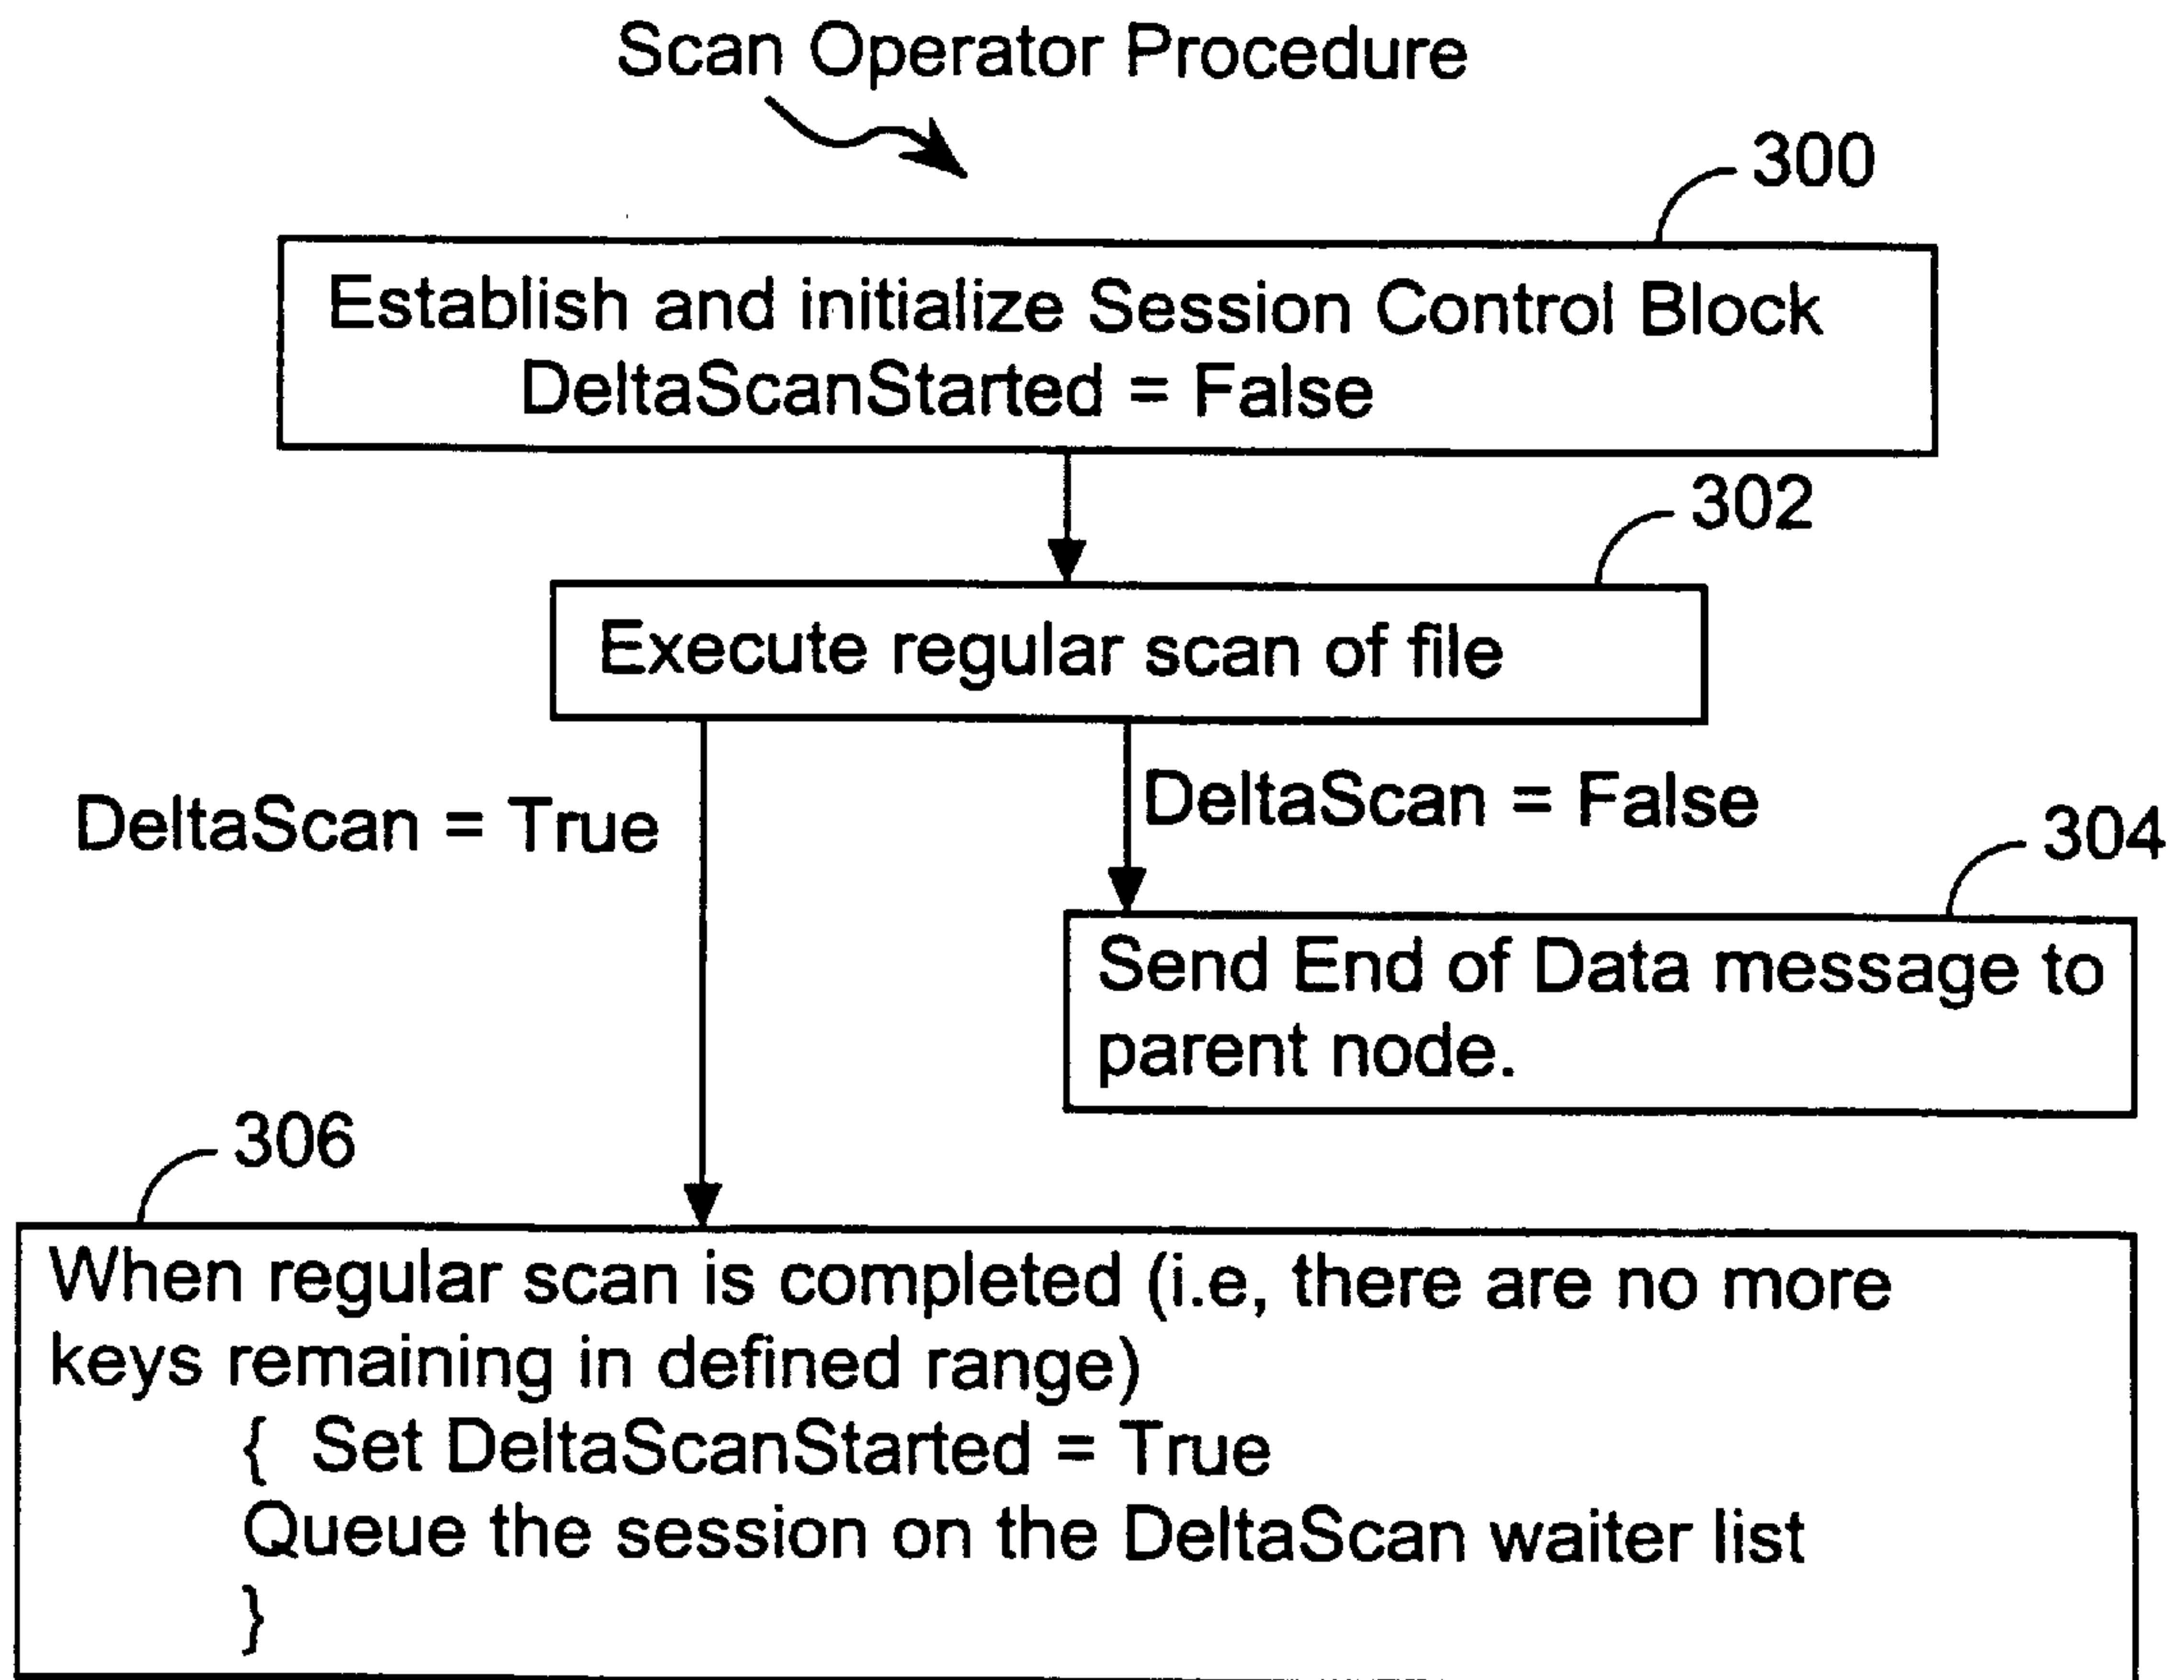 Scan Operator Procedure
300
Establish and initialize Session Control Block
DeltaScanStarted = False
302
Execute regular scan of file
DeltaScan = True
DeltaScan = False
304
Send End of Data message to
parent node.
306
When regular scan is completed (i.e, there are no more
keys remaining in defined range)
{ Set DeltaScanStarted = True
Queue the session on the DeltaScan waiter list
}